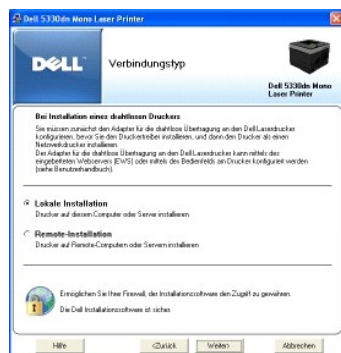 Dell 5330dn Mono Laser Printer
DELL
Verbindungstyp
Dell 5330dn Mono
Laser Printer
Bei Installation eines drahtlosen Druckers
Sie müssen zunächst den Adapter für die drahtlose Übertragung an den Dell-Laserdrucker
konfigurieren, bevor Sie den Druckertreiber installieren, und dann den Drucker als einen
Netzwerkdrucker installieren.
Der Adapter für die drahtlose Übertragung an den Dell-Laserdrucker kann mittels des
eingebetteten Webservers (EWS) oder mittels des Bedienfelds am Drucker konfiguriert werden
(siehe Benutzerhandbuch).
Lokale Installation
Drucker auf diesem Computer oder Server installieren
Remote-Installation
Drucker auf Remote-Computern oder Servern installieren
Ermöglichen Sie Ihrer Firewall, der Installationssoftware den Zugriff zu gewähren.
Die Dell Installationssoftware ist sicher.
Hilfe
<Zurück
Weiter>
Abbrechen